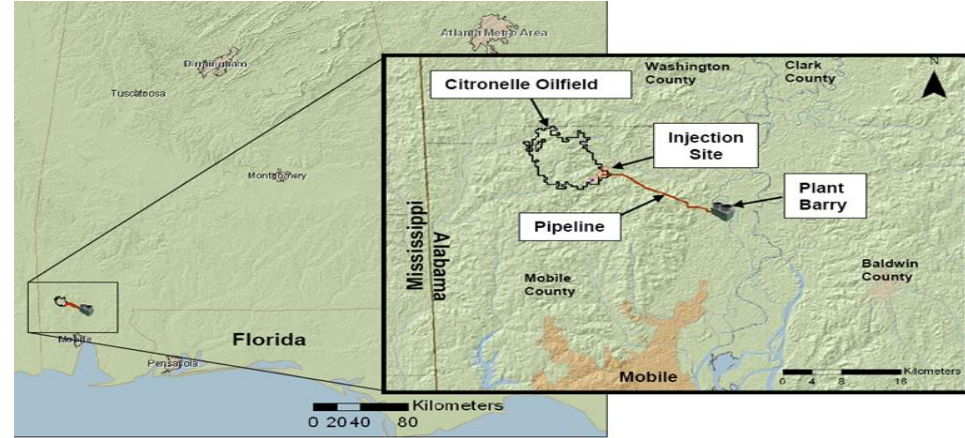 Atlanta Metro Area
Birmingham
Tuscaloosa
Montgomery
Mobile
Pensacola
Florida
Kilometers
0 20 40 80
Washington
County
Clark
County
N
Citronelle Oilfield
Injection
Site
Plant
Barry
Pipeline
Mississippi
Alabama
Mobile
County
Baldwin
County
Mobile
Kilometers
0 4 8 16